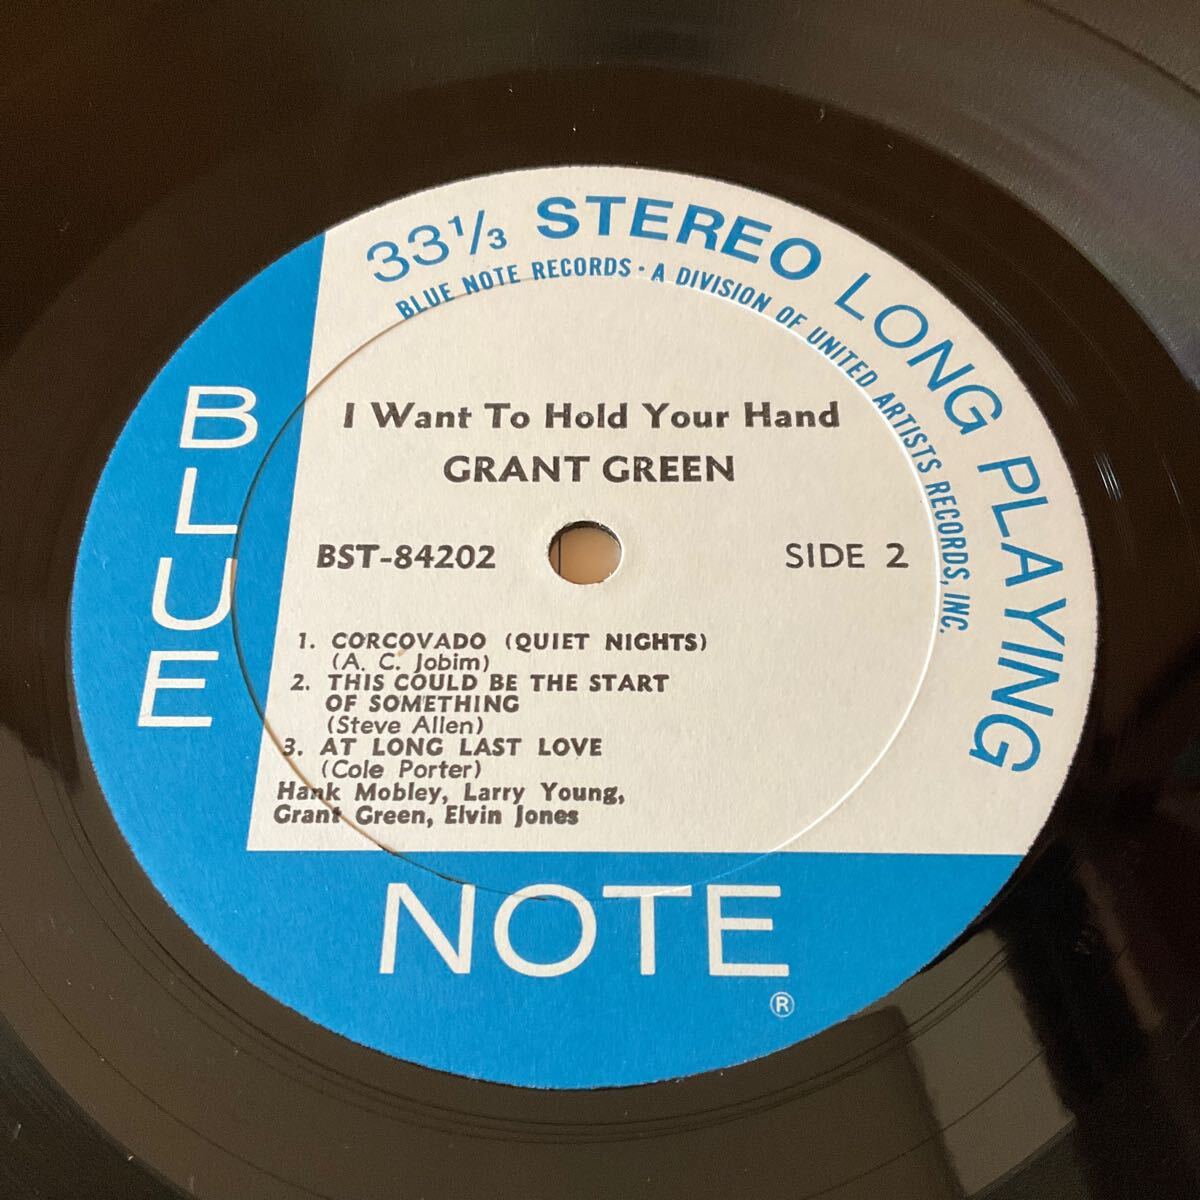 33⅓ STEREO LONG PLAYING
BLUE NOTE RECORDS · A DIVISION OF UNITED ARTISTS RECORDS, INC.
I Want To Hold Your Hand
GRANT GREEN
BST-84202
SIDE 2
1. CORCOVADO (QUIET NIGHTS)
(A. C. Jobim)
2. THIS COULD BE THE START
OF SOMETHING
(Steve Allen)
3. AT LONG LAST LOVE
(Cole Porter)
Hank Mobley, Larry Young,
Grant Green, Elvin Jones
BLUE
NOTE
®